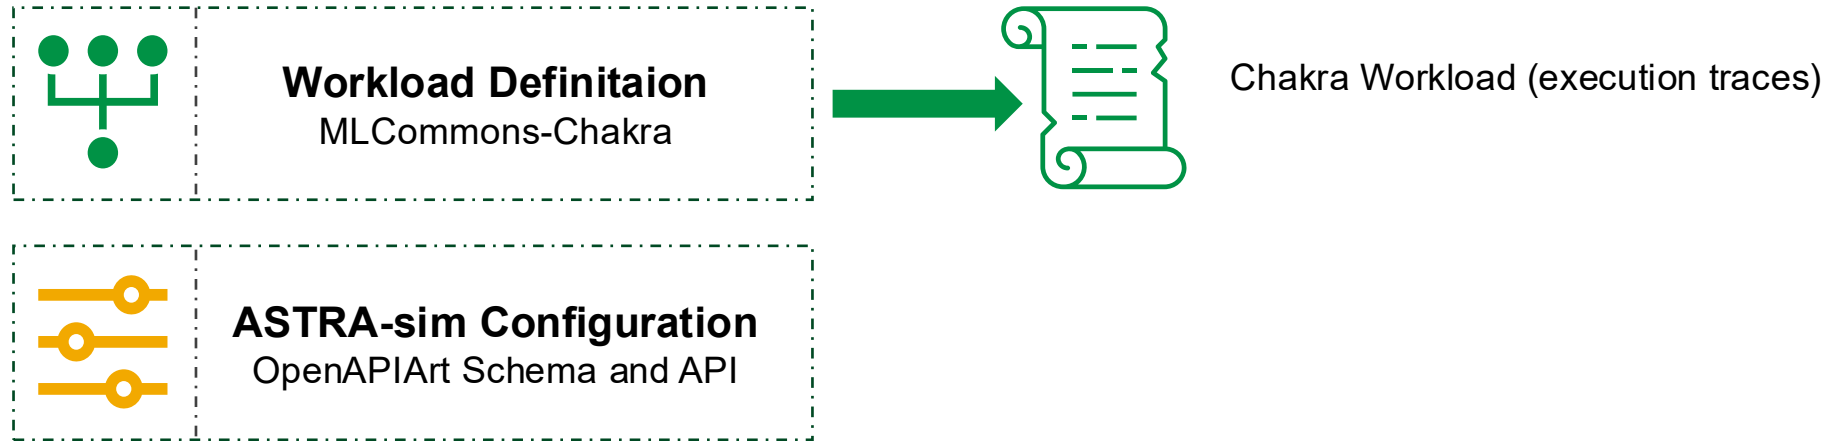 Workload Definitaion
MLCommons-Chakra
Chakra Workload (execution traces)
ASTRA-sim Configuration
OpenAPIArt Schema and API